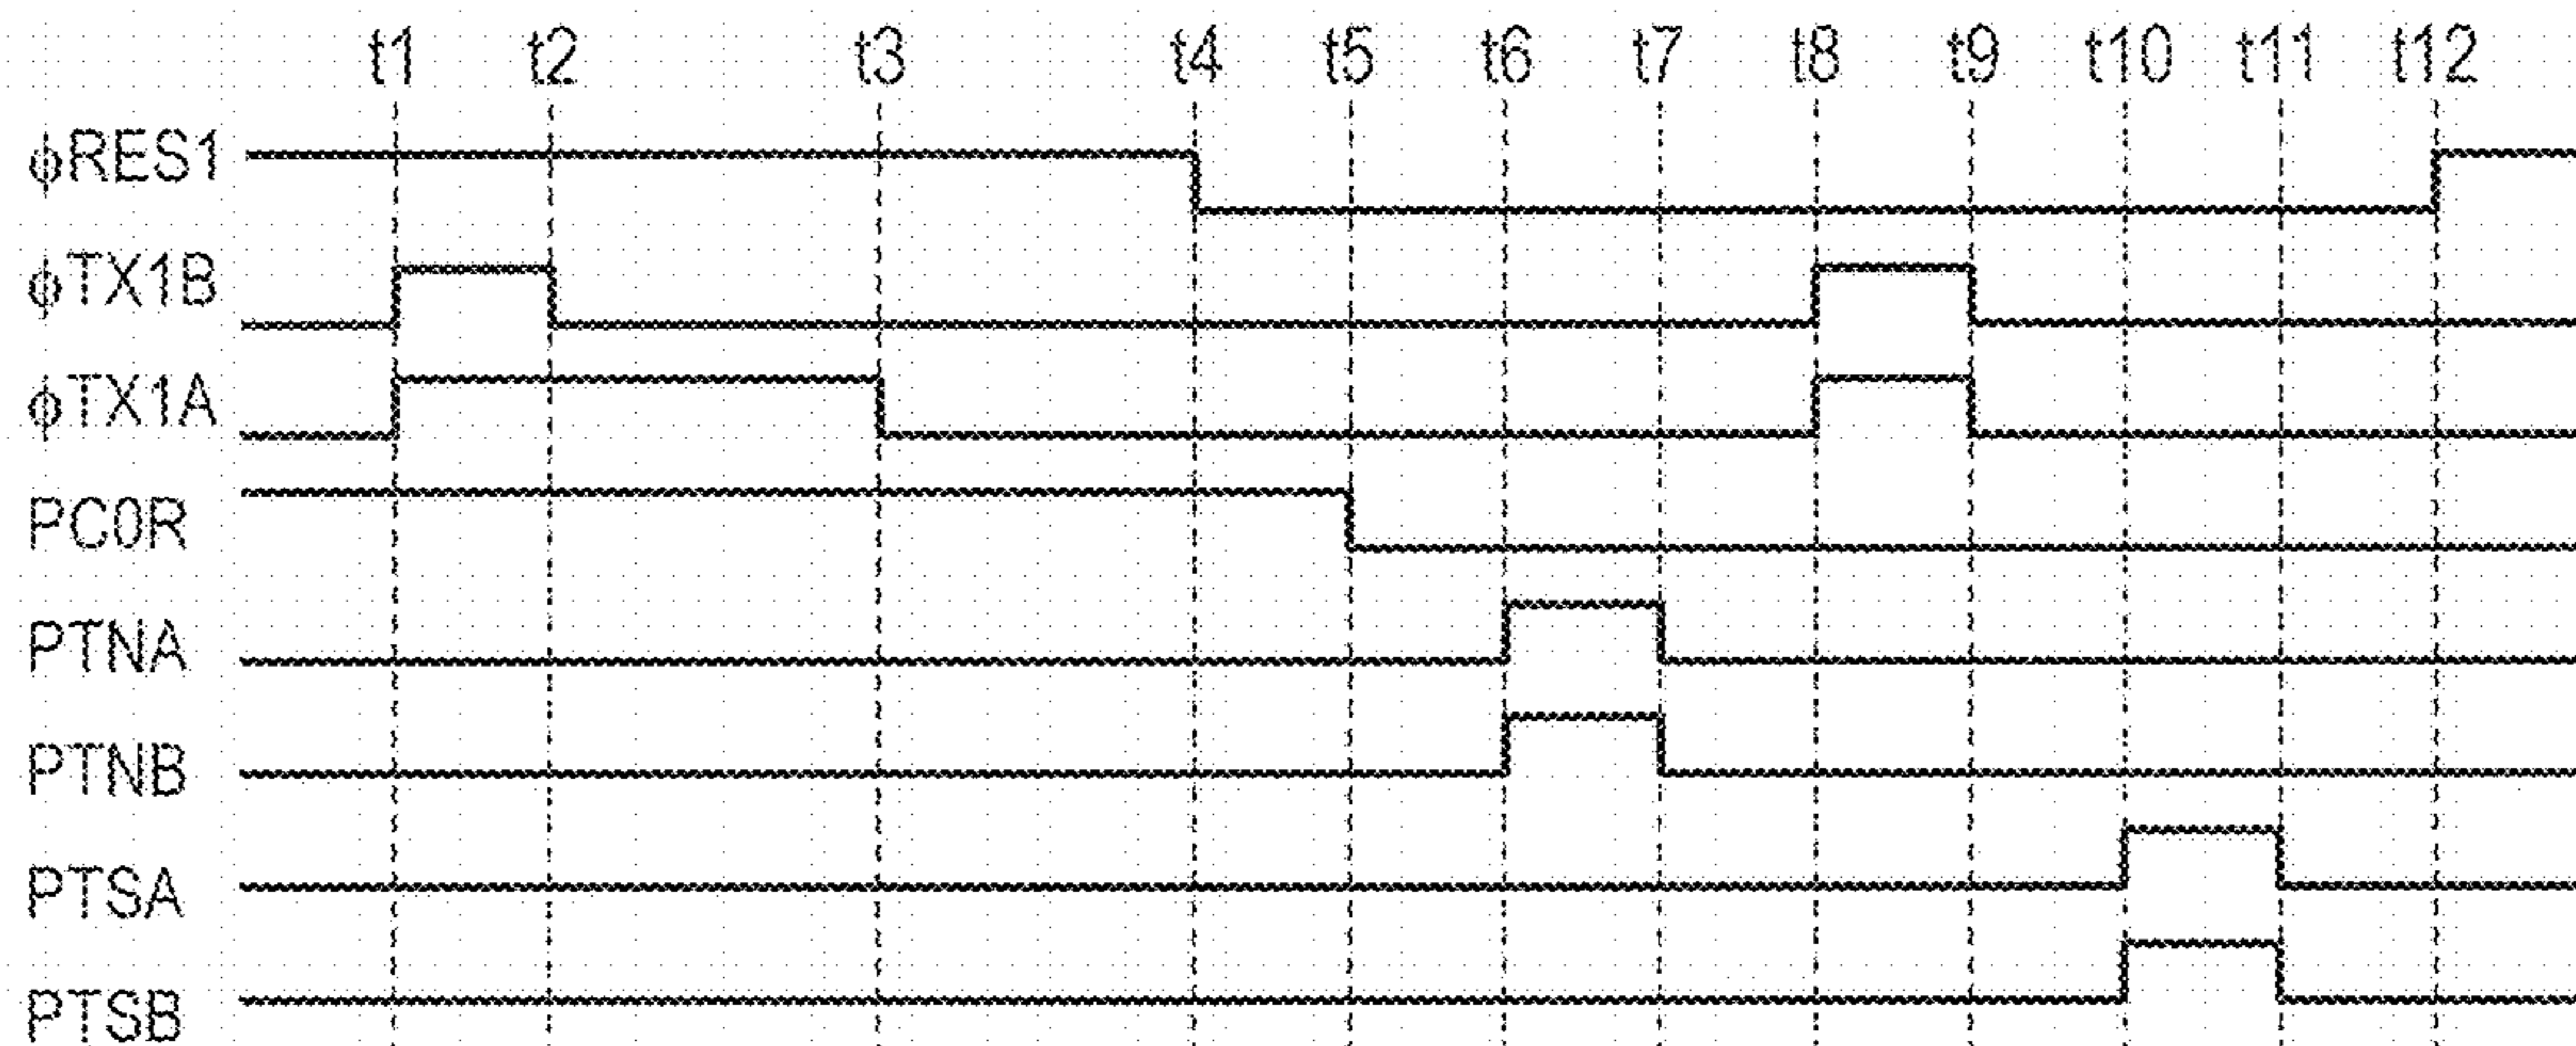 t1 t2 t3 t4 t5 t6 t7 t8 t9 t10 t11 t12
ϕRES1
ϕTX1B
ϕTX1A
PC0R
PTNA
PTNB
PTSA
PTSB